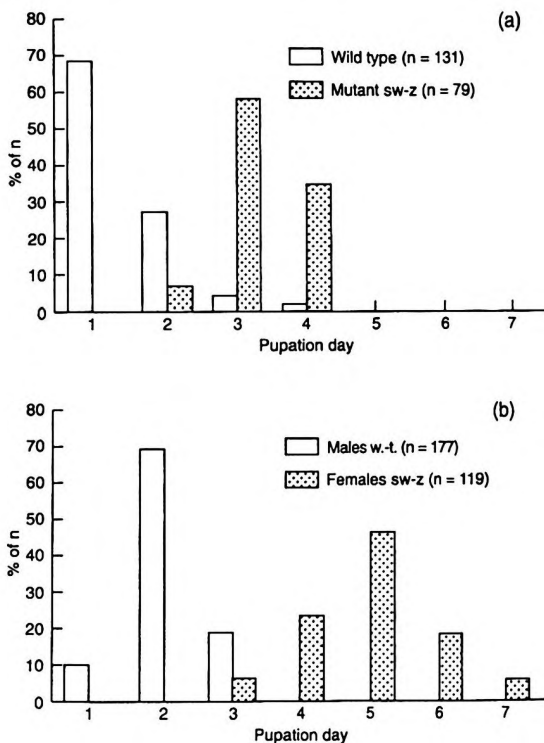 (a)
80
70
60
50
40
30
20
10
0
% of n
Wild type (n = 131)
Mutant sw-z (n = 79)
1 2 3 4 5 6 7
Pupation day
(b)
80
70
60
50
40
30
20
10
0
% of n
Males w.-t. (n = 177)
Females sw-z (n = 119)
1 2 3 4 5 6 7
Pupation day